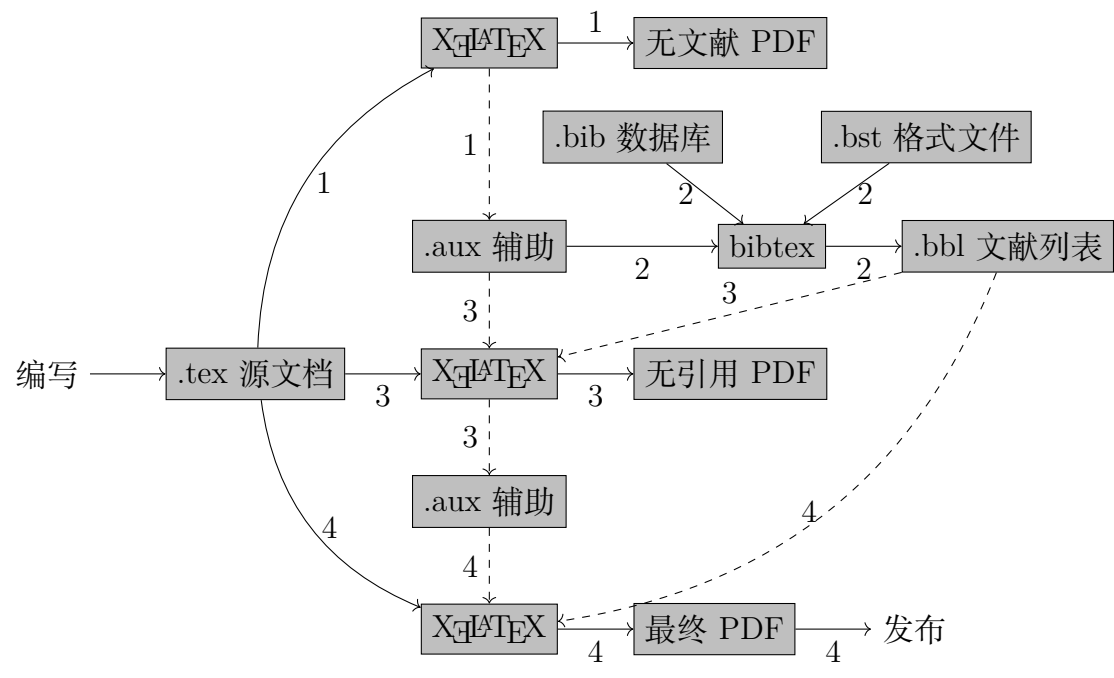 XƎLATEX
1
无文献 PDF
.bib 数据库
.bst 格式文件
1
1
2
2
.aux 辅助
2
bibtex
2
.bbl 文献列表
3
3
编写
.tex 源文档
3
XƎLATEX
3
无引用 PDF
3
.aux 辅助
4
4
4
XƎLATEX
4
最终 PDF
4
发布